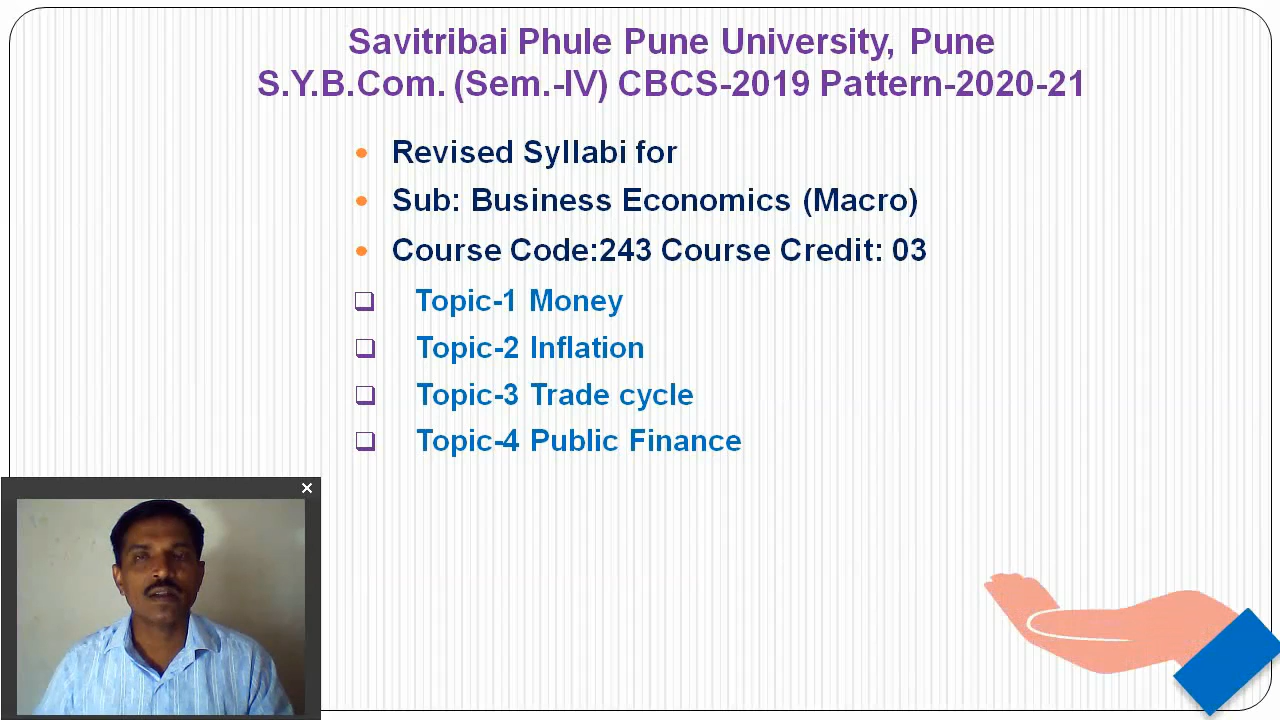 Savitribai Phule Pune University, Pune
S.Y.B.Com. (Sem.-IV) CBCS-2019 Pattern-2020-21
Revised Syllabi for
Sub: Business Economics (Macro)
Course Code:243 Course Credit: 03
Topic-1 Money
Topic-2 Inflation
Topic-3 Trade cycle
Topic-4 Public Finance